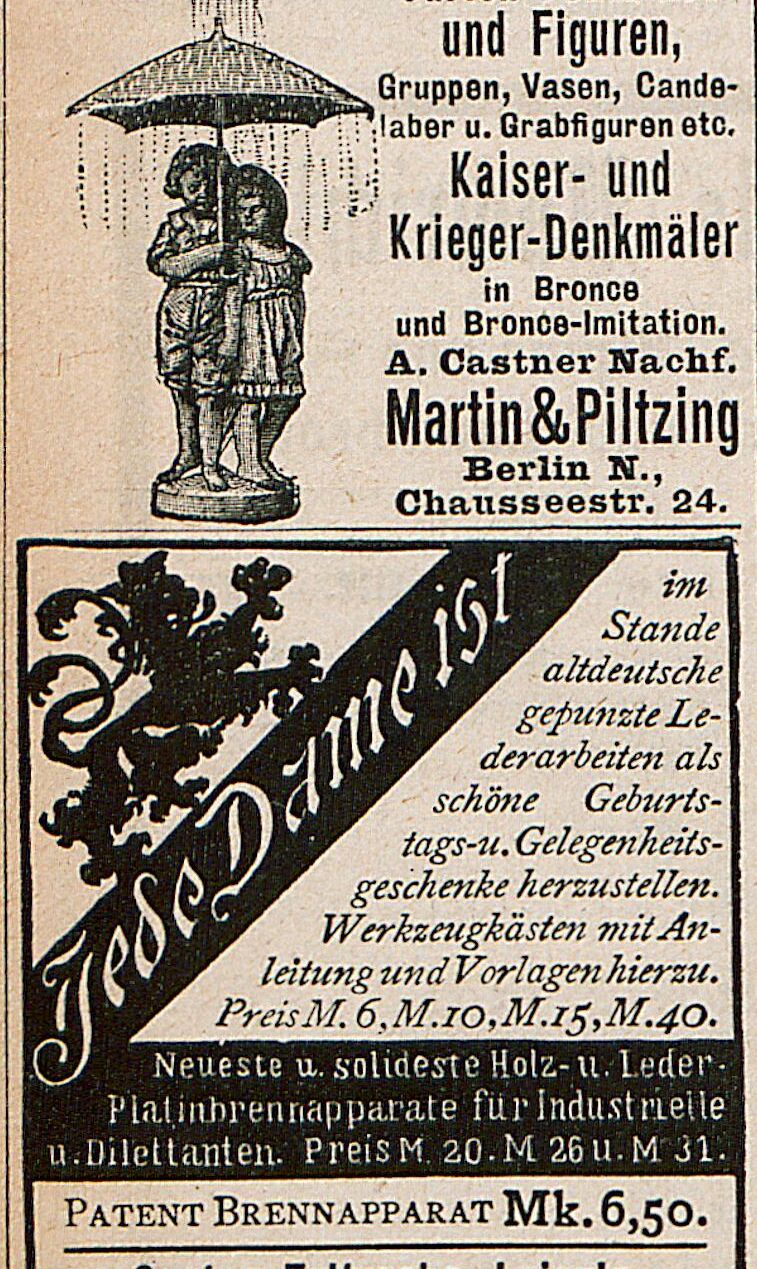 und Figuren,
Gruppen, Vasen, Cande-
laber u. Grabfiguren etc.
Kaiser- und
Krieger-Denkmäler
in Bronce
und Bronce-Imitation.
A. Castner Nachf.
Martin & Piltzing
Berlin N.,
Chausseestr. 24.
Jede Dame ist
im
Stande
altdeutsche
gepunzte Le-
derarbeiten als
schöne Geburts-
tags-u. Gelegenheits-
geschenke herzustellen.
Werkzeugkästen mit An-
leitung und Vorlagen hierzu.
Preis M. 6, M. 10, M. 15, M. 40.
Neueste u. solideste Holz- u. Leder-
Platinbrennapparate für Industrielle
u. Dilettanten. Preis M. 20. M 26 u. M 31.
PATENT BRENNAPPARAT Mk. 6,50.